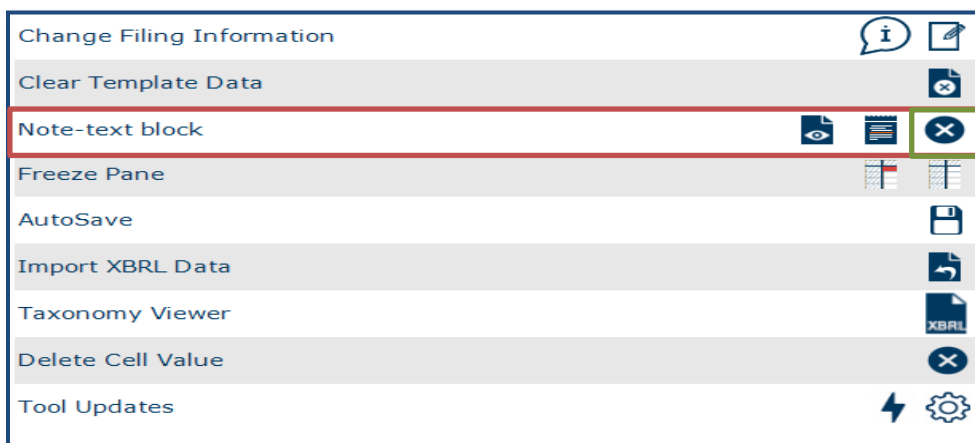 Change Filing Information
Clear Template Data
Note-text block
Freeze Pane
AutoSave
Import XBRL Data
Taxonomy Viewer
XBRL
Delete Cell Value
Tool Updates